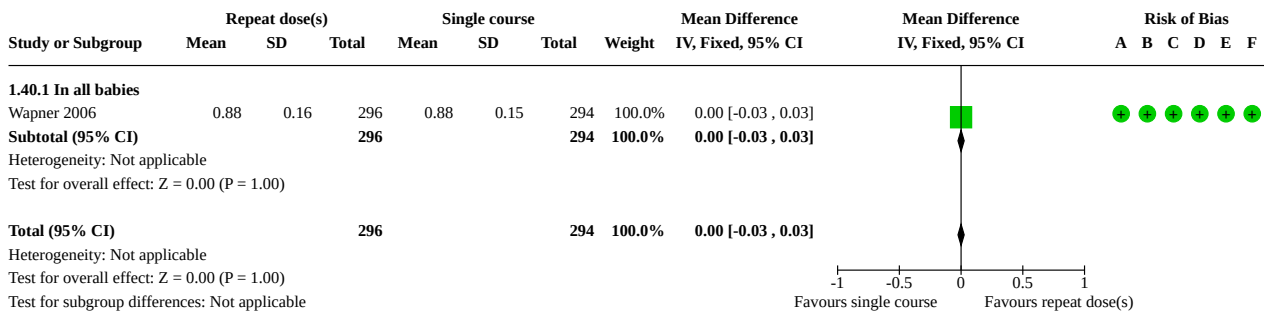 Repeat dose(s) Single course Mean Difference Mean Difference Risk of Bias
Study or Subgroup Mean SD Total Mean SD Total Weight IV, Fixed, 95% CI IV, Fixed, 95% CI A B C D E F
1.40.1 In all babies
Wapner 2006 0.88 0.16 296 0.88 0.15 294 100.0% 0.00 [-0.03 , 0.03] + + + + + +
Subtotal (95% CI) 296 294 100.0% 0.00 [-0.03 , 0.03]
Heterogeneity: Not applicable
Test for overall effect: Z = 0.00 (P = 1.00)
Total (95% CI) 296 294 100.0% 0.00 [-0.03 , 0.03]
Heterogeneity: Not applicable
Test for overall effect: Z = 0.00 (P = 1.00)
-1 -0.5 0 0.5 1
Test for subgroup differences: Not applicable Favours single course Favours repeat dose(s)